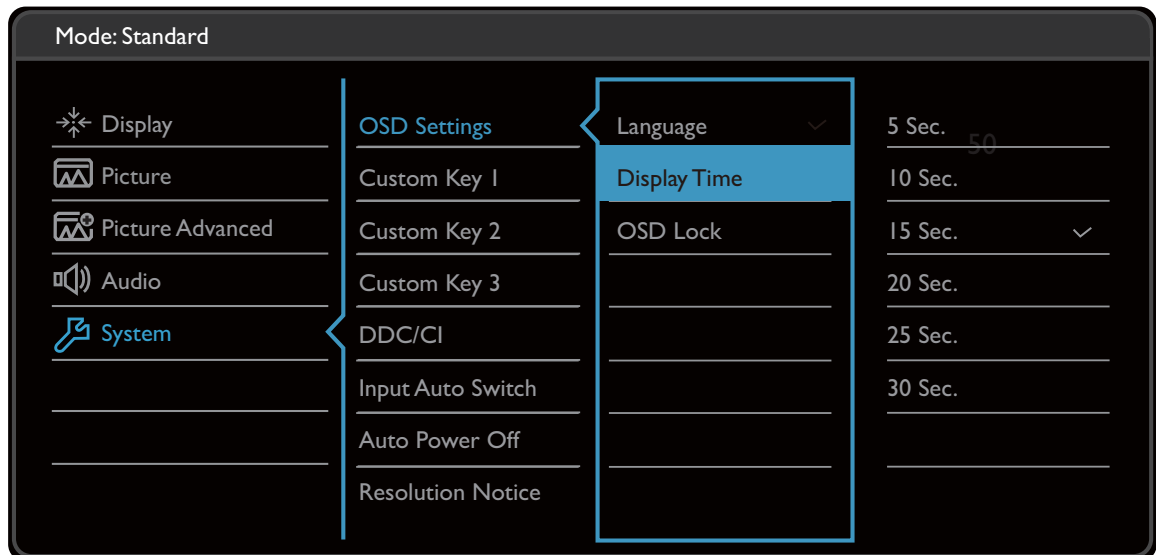 Mode: Standard
Display
Picture
Picture Advanced
Audio
System
OSD Settings
Custom Key 1
Custom Key 2
Custom Key 3
DDC/CI
Input Auto Switch
Auto Power Off
Resolution Notice
Language
Display Time
OSD Lock
5 Sec.
50
10 Sec.
15 Sec.
20 Sec.
25 Sec.
30 Sec.